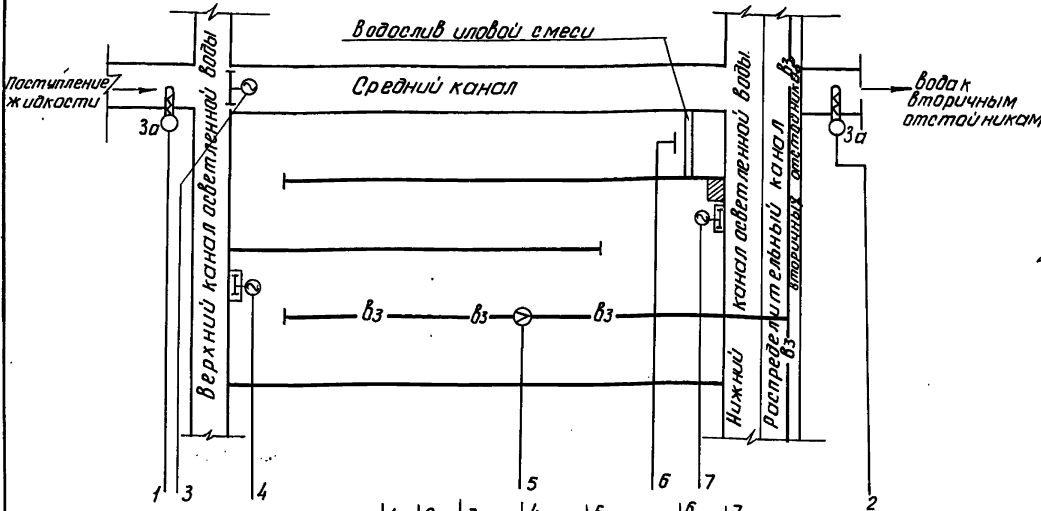 Водослив иловой смеси
Поступление
жидкости
Верхний канал осветленной воды
Средний канал
Нижний канал осветленной воды
Распределительный канал
вторичных отстойников
В3
В3
вода к
вторичным
отстойникам
3а
3а
В3 В3 В3
1 3 4 5 6 7 2